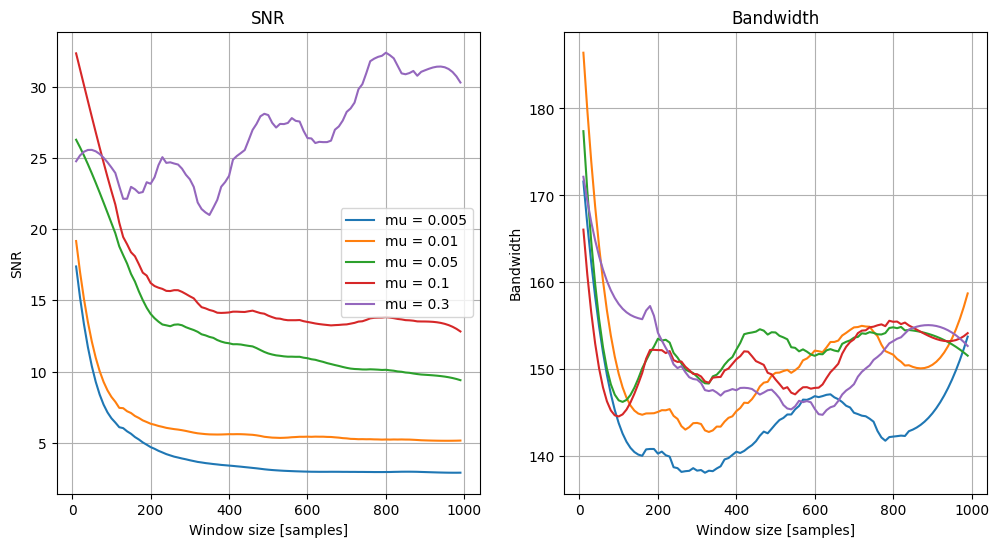 SNR
SNR
30
25
20
15
10
5
0
200
400
600
800
1000
Window size [samples]
mu = 0.005
mu = 0.01
mu = 0.05
mu = 0.1
mu = 0.3
Bandwidth
Bandwidth
180
170
160
150
140
0
200
400
600
800
1000
Window size [samples]